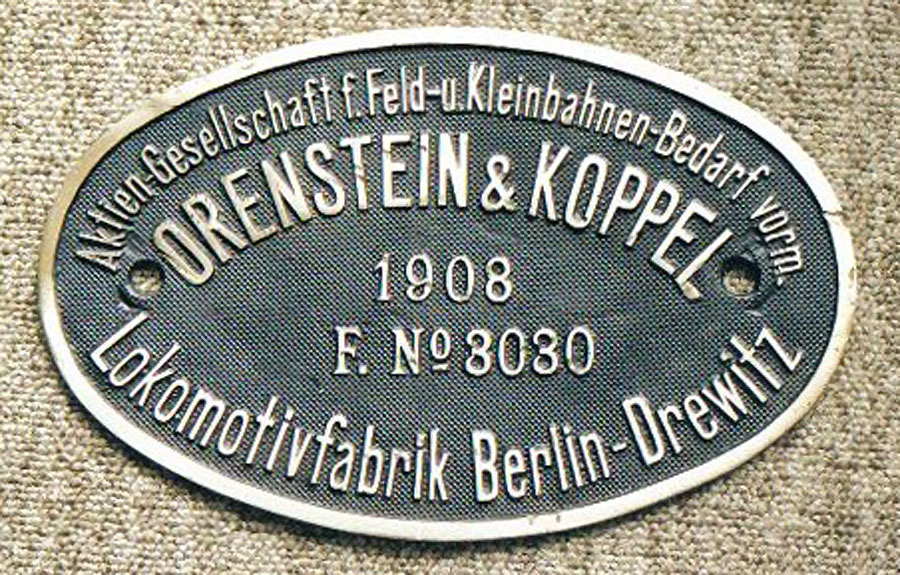 Aktien-Gesellschaft f. Feld-u. Kleinbahnen-Bedarf vorm.
ORENSTEIN & KOPPEL
1908
F. No 3030
Lokomotivfabrik Berlin-Drewitz